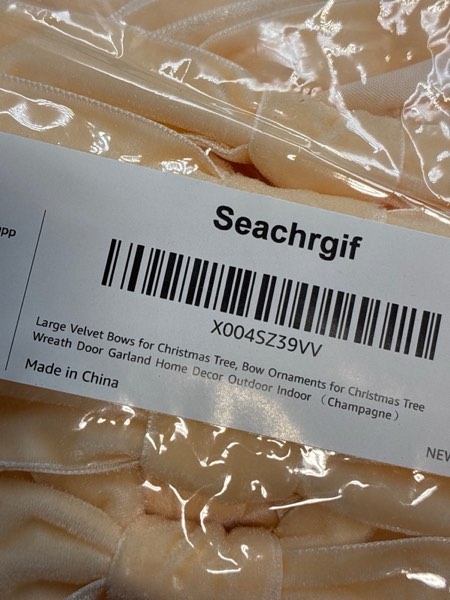 Seachrgif
X004SZ39VV
Large Velvet Bows for Christmas Tree, Bow Ornaments for Christmas Tree
Wreath Door Garland Home Decor Outdoor Indoor （Champagne）
Made in China
NEW